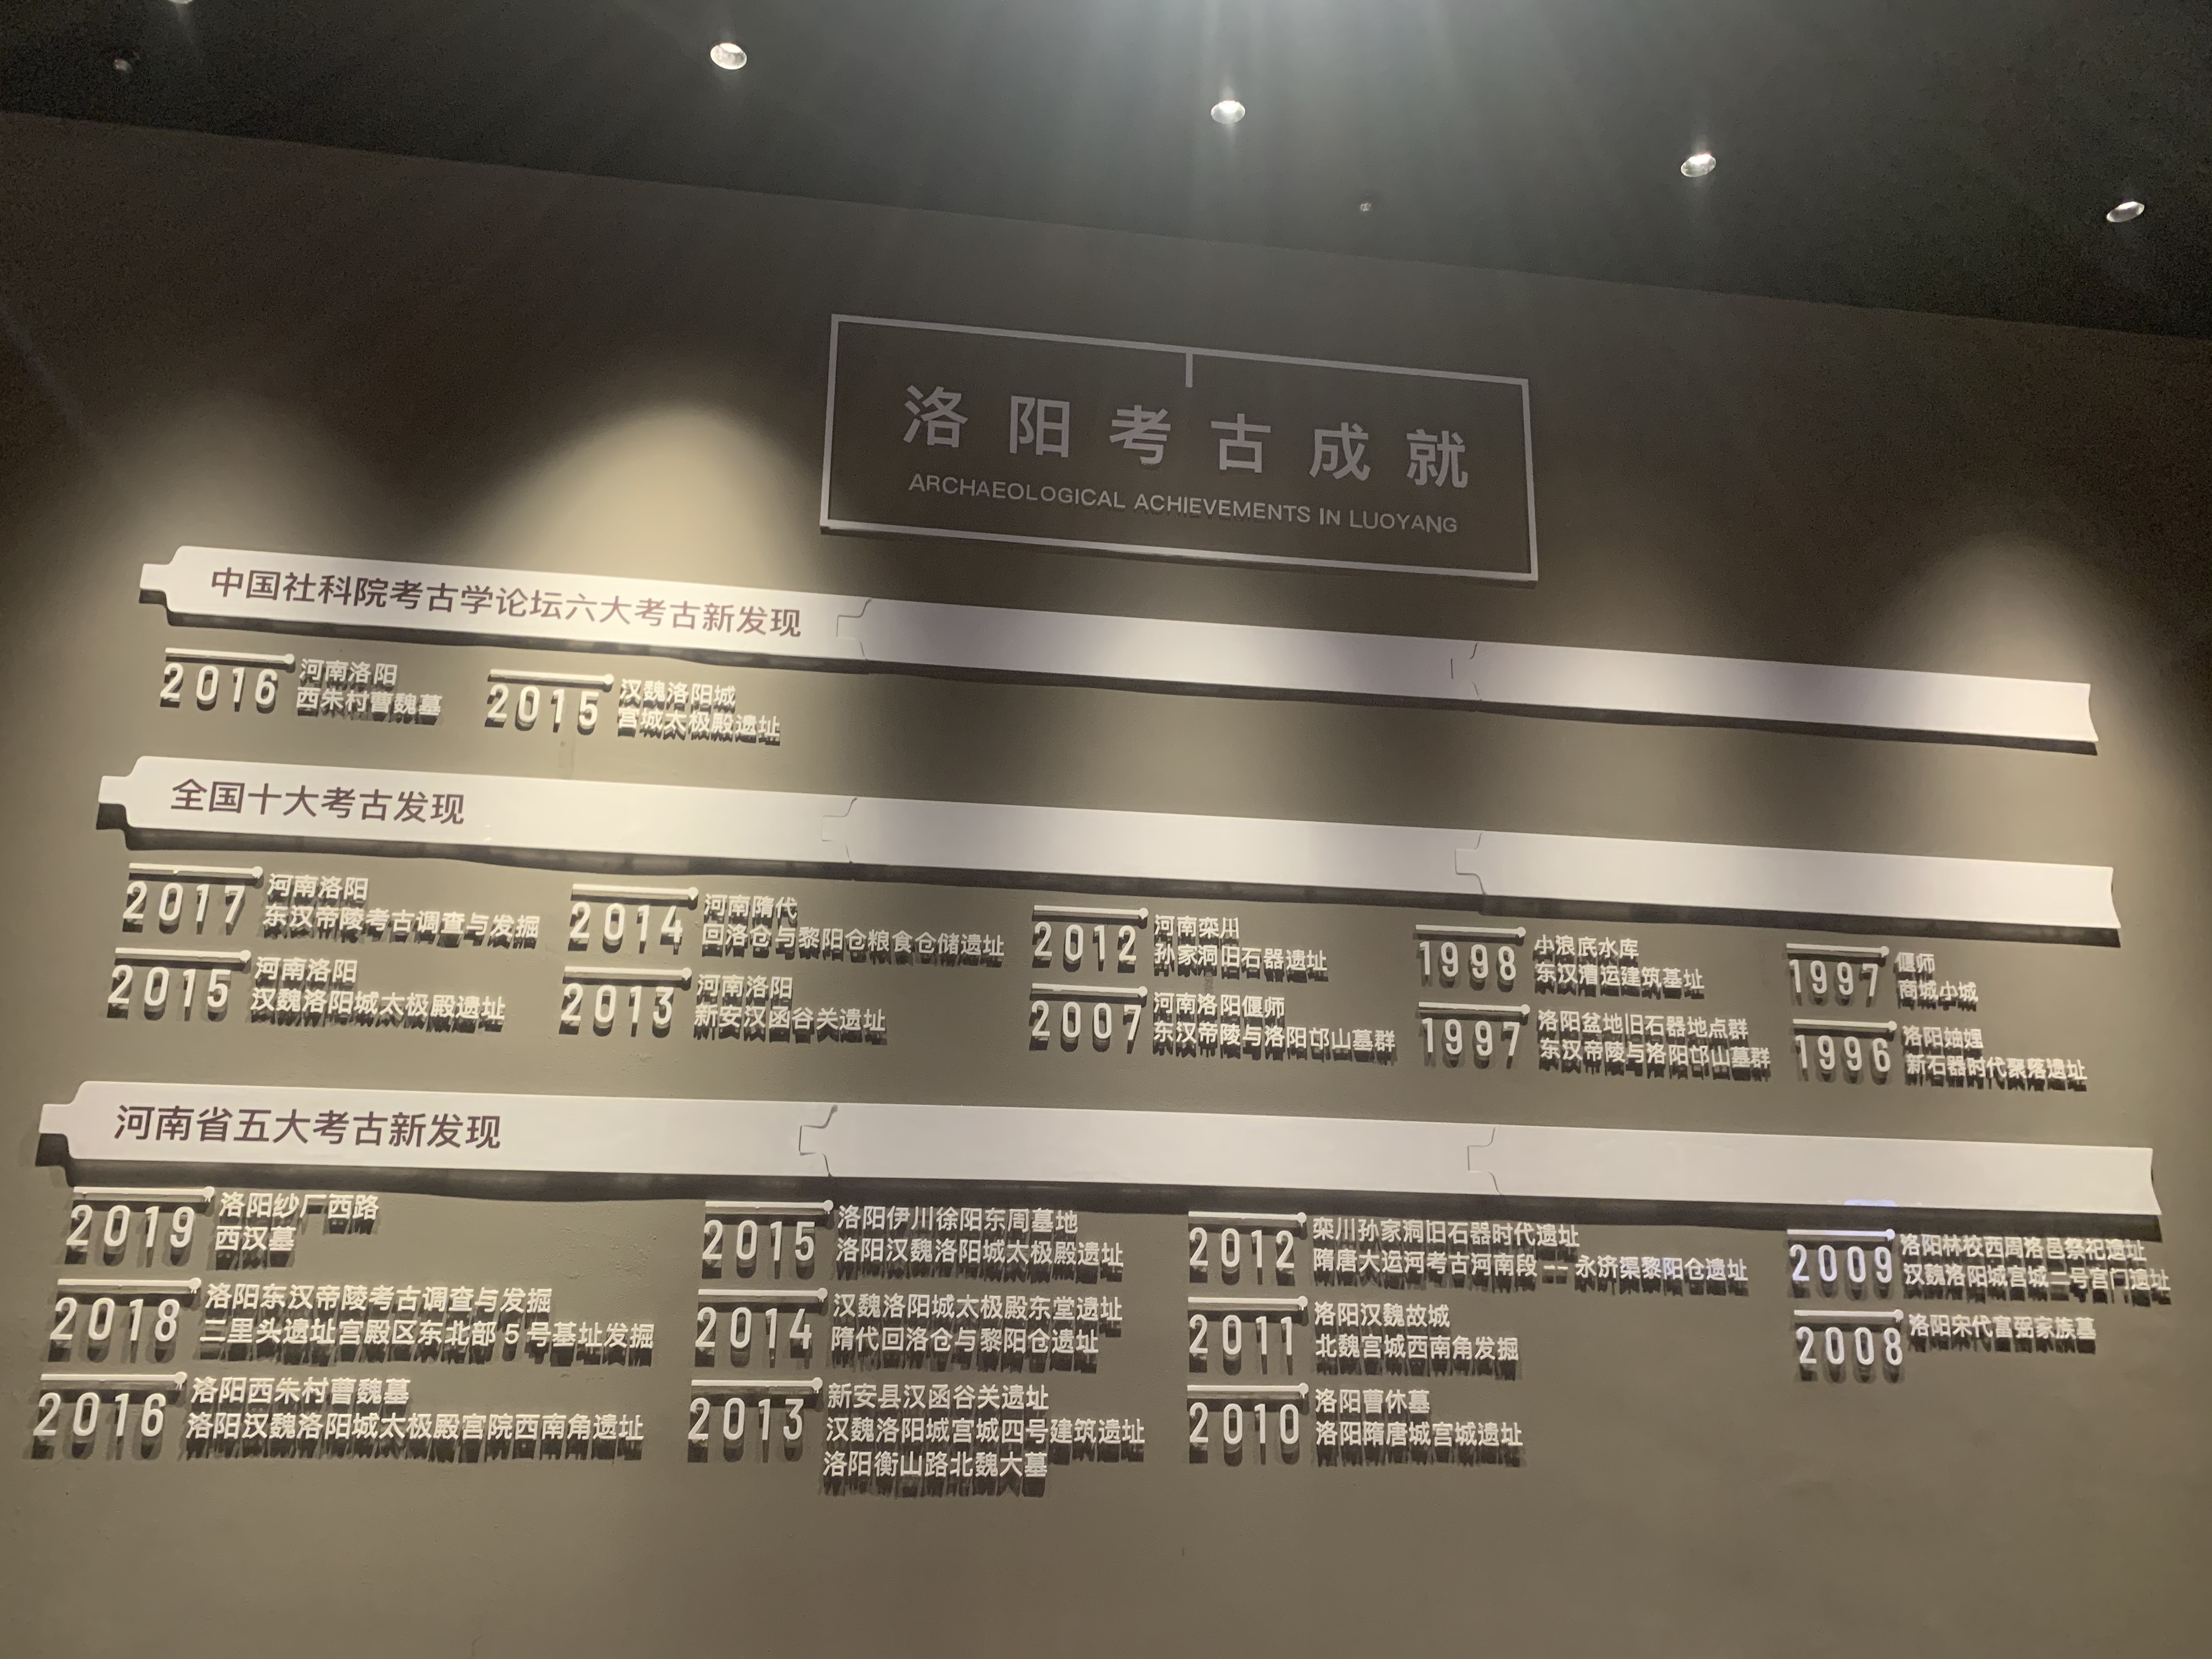 洛阳考古成就
ARCHAEOLOGICAL ACHIEVEMENTS IN LUOYANG
中国社科院考古学论坛六大考古新发现
2016
河南洛阳
西朱村曹魏墓
2015
汉魏洛阳城
宫城太极殿遗址
全国十大考古发现
2017
河南洛阳
东汉帝陵考古调查与发掘
2015
河南洛阳
汉魏洛阳城太极殿遗址
2014
河南隋代
回洛仓与黎阳仓粮食仓储遗址
2013
河南洛阳
新安汉函谷关遗址
2012
河南栾川
孙家洞旧石器遗址
2007
河南洛阳偃师
东汉帝陵与洛阳邙山墓群
1998
小浪底水库
东汉漕运建筑基址
1997
洛阳盆地旧石器地点群
东汉帝陵与洛阳邙山墓群
1997
偃师
商城小城
1996
洛阳妯娌
新石器时代聚落遗址
河南省五大考古新发现
2019
洛阳纱厂西路
西汉墓
2018
洛阳东汉帝陵考古调查与发掘
二里头遗址宫殿区东北部5号基址发掘
2016
洛阳西朱村曹魏墓
洛阳汉魏洛阳城太极殿宫院西南角遗址
2015
洛阳伊川徐阳东周墓地
洛阳汉魏洛阳城太极殿遗址
2014
汉魏洛阳城太极殿东堂遗址
隋代回洛仓与黎阳仓遗址
2013
新安县汉函谷关遗址
汉魏洛阳城宫城四号建筑遗址
洛阳衡山路北魏大墓
2012
栾川孙家洞旧石器时代遗址
隋唐大运河考古河南段--永济渠黎阳仓遗址
2011
洛阳汉魏故城
北魏宫城西南角发掘
2010
洛阳曹休墓
洛阳隋唐城宫城遗址
2009
洛阳林校西周洛邑祭祀遗址
汉魏洛阳城宫城二号宫门遗址
2008
洛阳宋代富弼家族墓